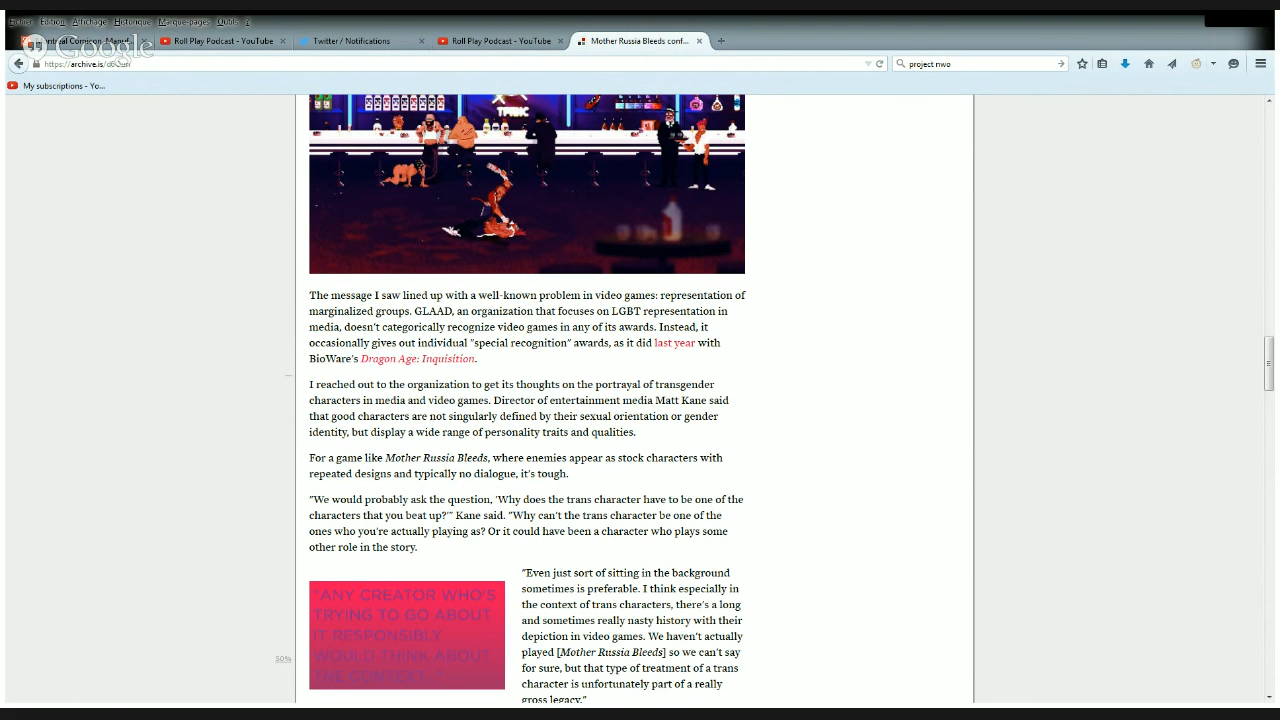 Fichier Édition Affichage Historique Marque-pages Outils ?
Google
Roll Play Podcast - YouTube
Twitter / Notifications
Roll Play Podcast - YouTube
Mother Russia Bleeds conf...
project nwo
My subscriptions - Yo...
The message I saw lined up with a well-known problem in video games: representation of
marginalized groups. GLAAD, an organization that focuses on LGBT representation in
media, doesn't categorically recognize video games in any of its awards. Instead, it
occasionally gives out individual "special recognition" awards, as it did last year with
BioWare's Dragon Age: Inquisition.
I reached out to the organization to get its thoughts on the portrayal of transgender
characters in media and video games. Director of entertainment media Matt Kane said
that good characters are not singularly defined by their sexual orientation or gender
identity, but display a wide range of personality traits and qualities.
For a game like Mother Russia Bleeds, where enemies appear as stock characters with
repeated designs and typically no dialogue, it's tough.
"We would probably ask the question, 'Why does the trans character have to be one of the
characters that you beat up?'" Kane said. "Why can't the trans character be one of the
ones who you're actually playing as? Or it could have been a character who plays some
other role in the story.
"ANY CREATOR WHO'S
TRYING TO GO ABOUT
IT RESPONSIBLY
WOULD THINK ABOUT
THE CONTEXT..."
"Even just sort of sitting in the background
sometimes is preferable. I think especially in
the context of trans characters, there's a long
and sometimes really nasty history with their
depiction in video games. We haven't actually
played [Mother Russia Bleeds] so we can't say
for sure, but that type of treatment of a trans
character is unfortunately part of a really
gross legacy."
50%